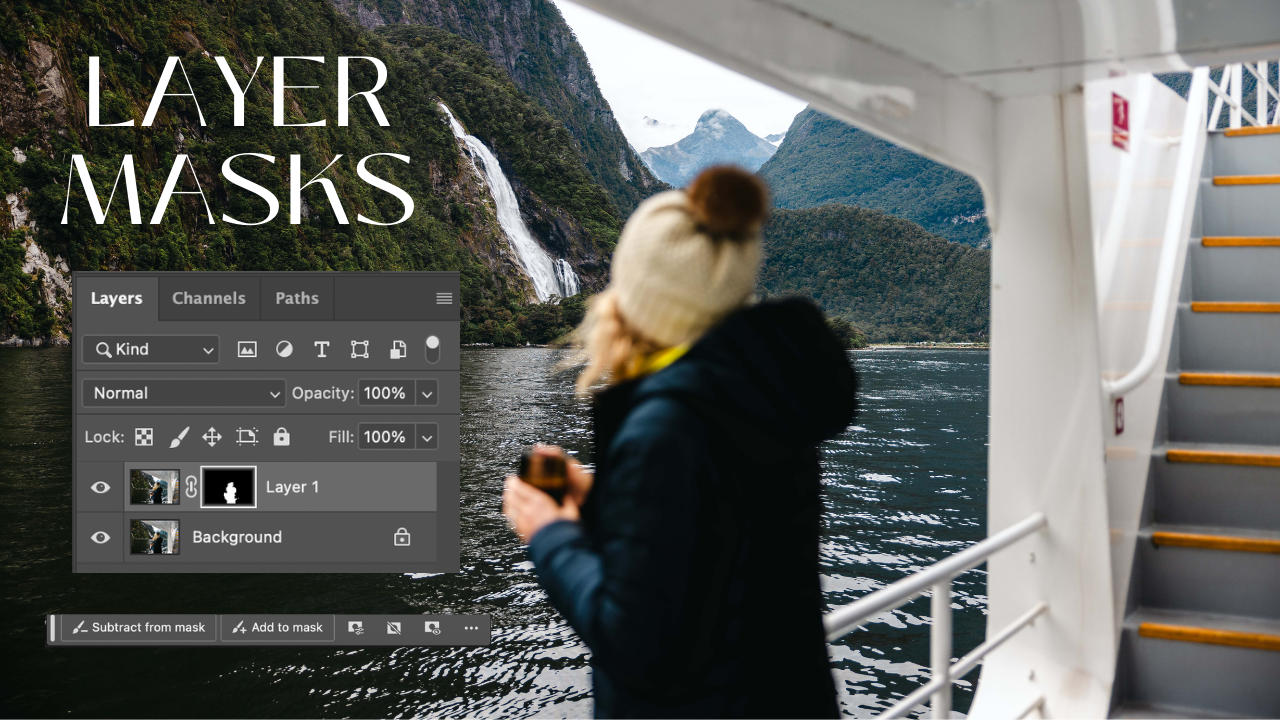 LAYER
MASKS
Layers Channels Paths
Kind
Normal Opacity: 100%
Lock: Fill: 100%
Layer 1
Background
Subtract from mask Add to mask